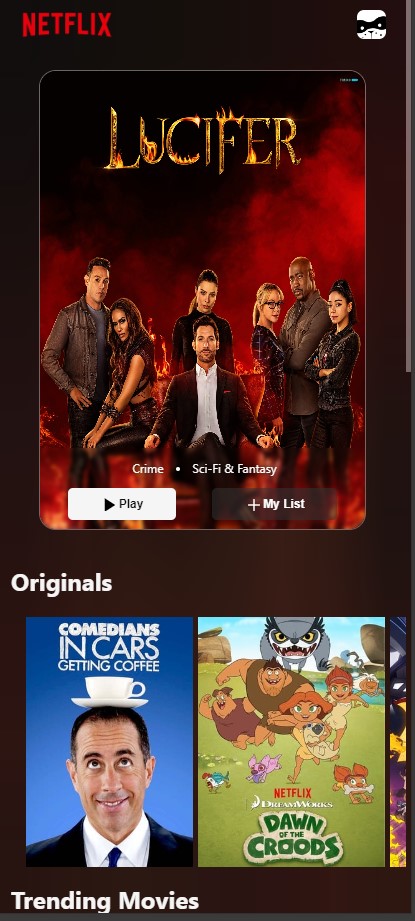 NETFLIX
LUCIFER
Crime • Sci-Fi & Fantasy
Play
My List
Originals
COMEDIANS
IN CARS
GETTING COFFEE
NETFLIX
DREAMWORKS
DAWN
OF THE
CROODS
Trending Movies